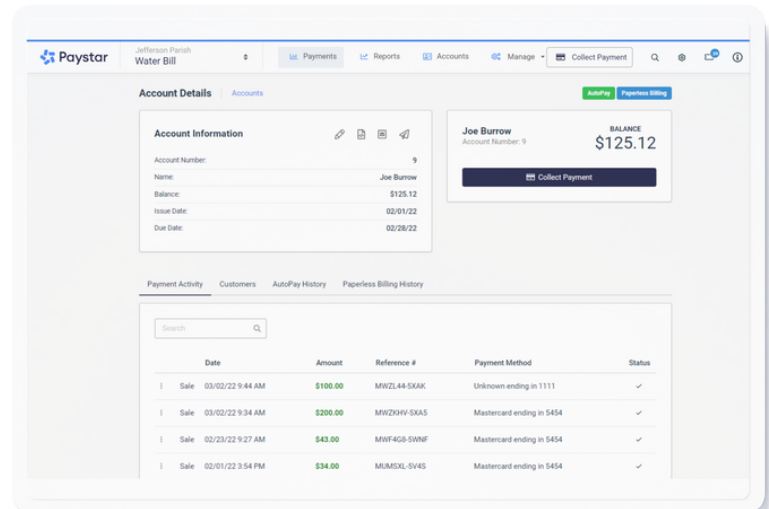 Paystar
Jefferson Parish
Water Bill
Payments
Reports
Accounts
Manage
Collect Payment
Account Details
Accounts
AutoPay
Paperless Billing
Account Information
Account Number: 9
Name: Joe Burrow
Balance: $125.12
Issue Date: 02/01/22
Due Date: 02/28/22
Joe Burrow
Account Number: 9
BALANCE
$125.12
Collect Payment
Payment Activity Customers AutoPay History Paperless Billing History
Search
Date Amount Reference # Payment Method Status
Sale 03/02/22 9:44 AM $100.00 MWZL44-5XAK Unknown ending in 1111
Sale 03/02/22 9:34 AM $200.00 MWZKHV-5XA5 Mastercard ending in 5454
Sale 02/23/22 9:27 AM $43.00 MWF4G8-5WNF Mastercard ending in 5454
Sale 02/01/22 3:54 PM $34.00 MUMSXL-5V4S Mastercard ending in 5454